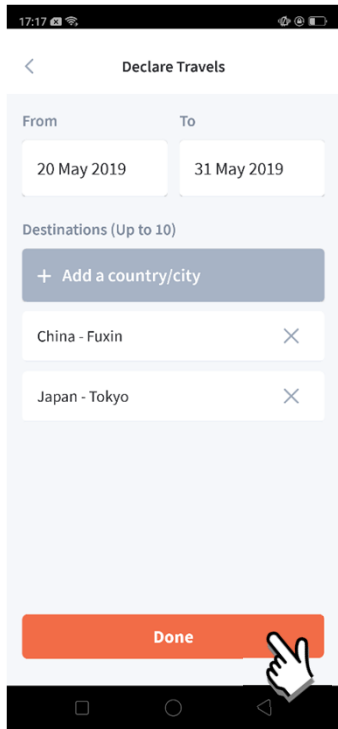 17:17
Declare Travels
From To
20 May 2019 31 May 2019
Destinations (Up to 10)
+ Add a country/city
China - Fuxin
Japan - Tokyo
Done